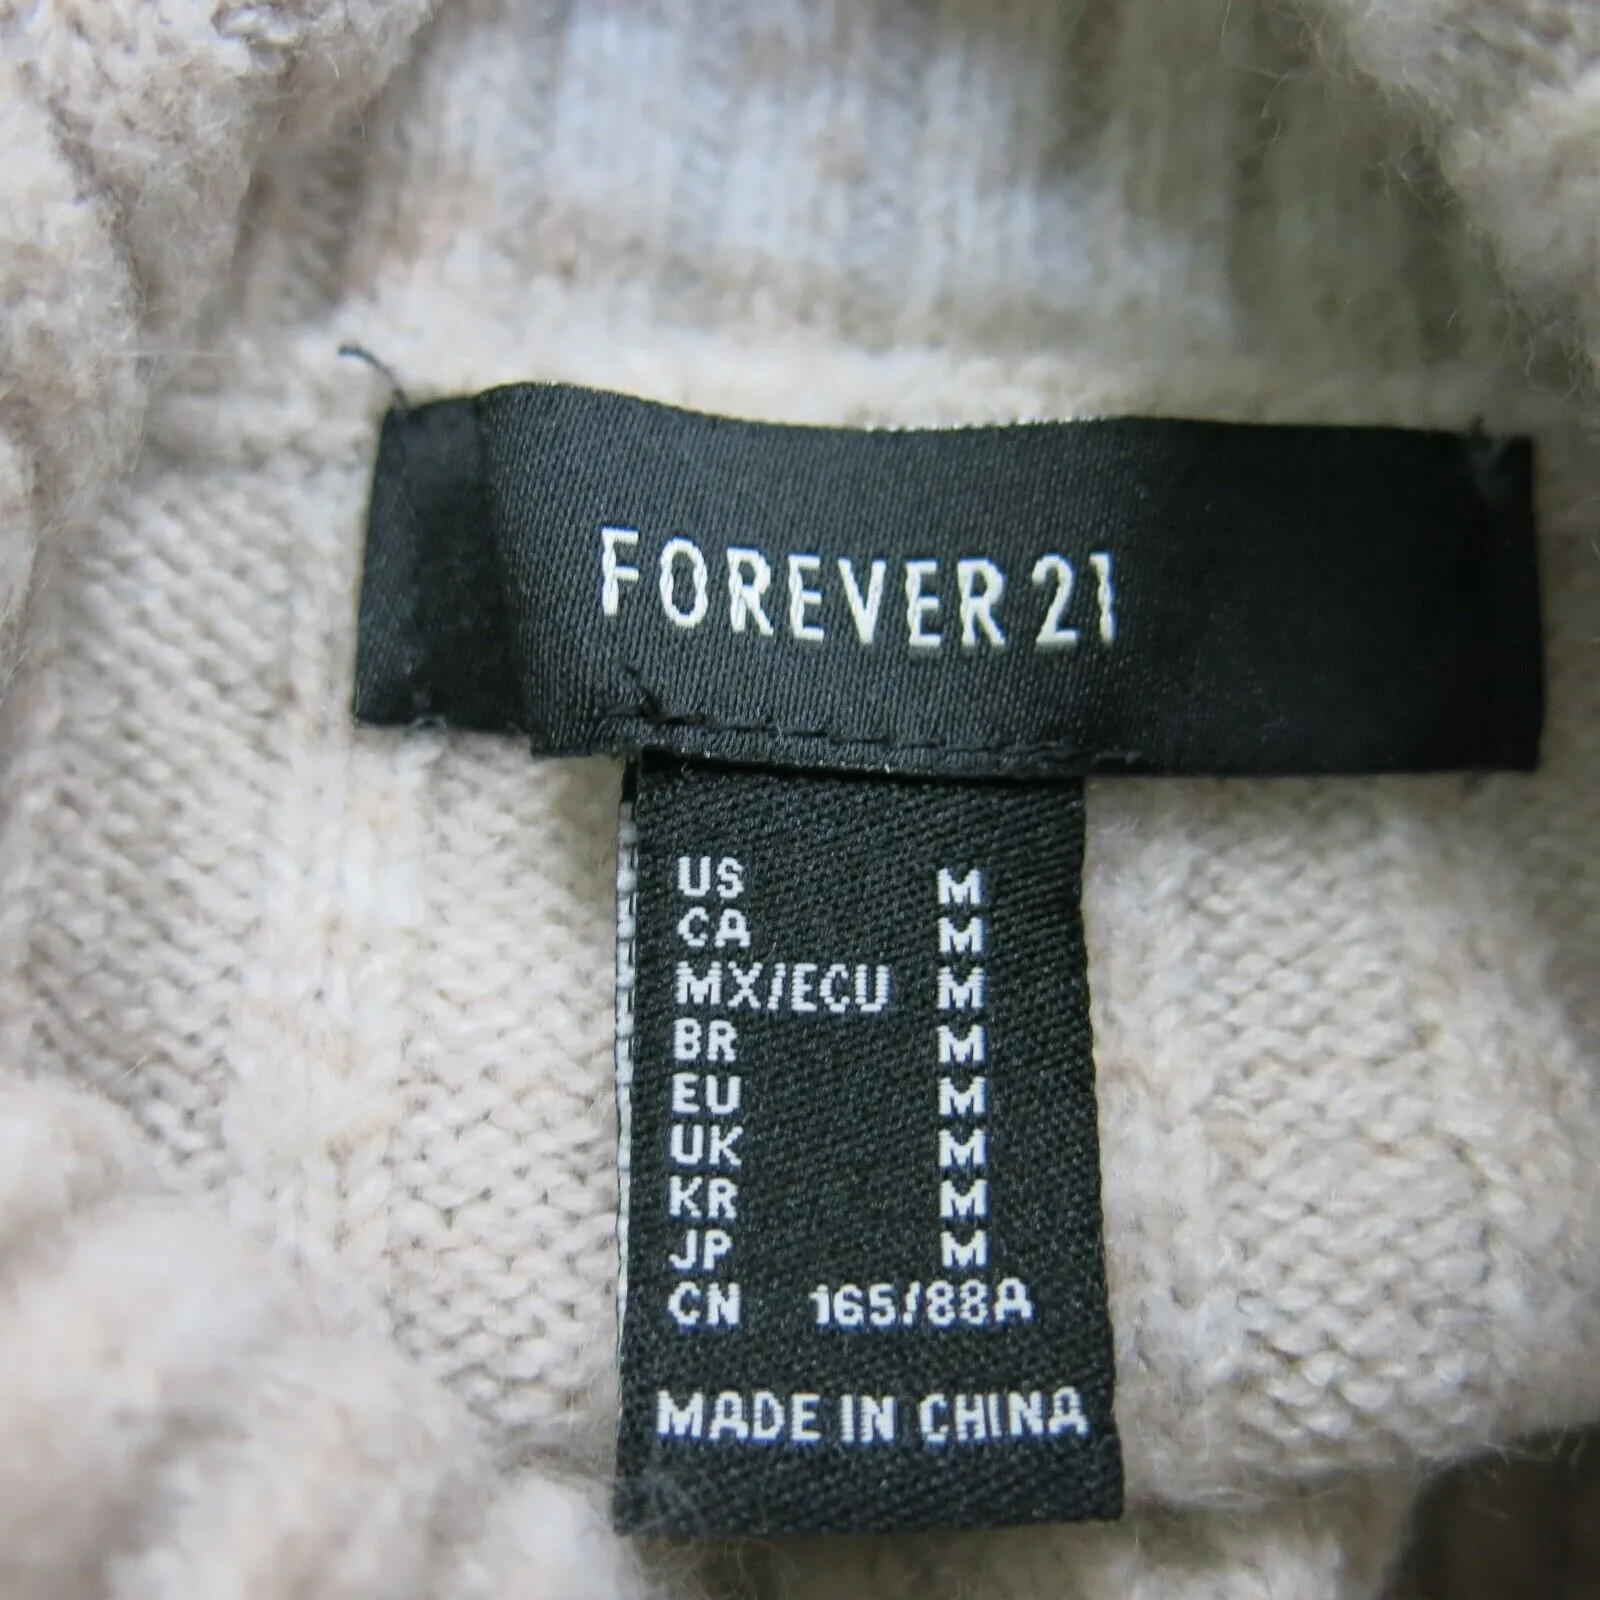 FOREVER 21
US M
CA M
MX/ECU M
BR M
EU M
UK M
KR M
JP M
CN 165/88A
MADE IN CHINA